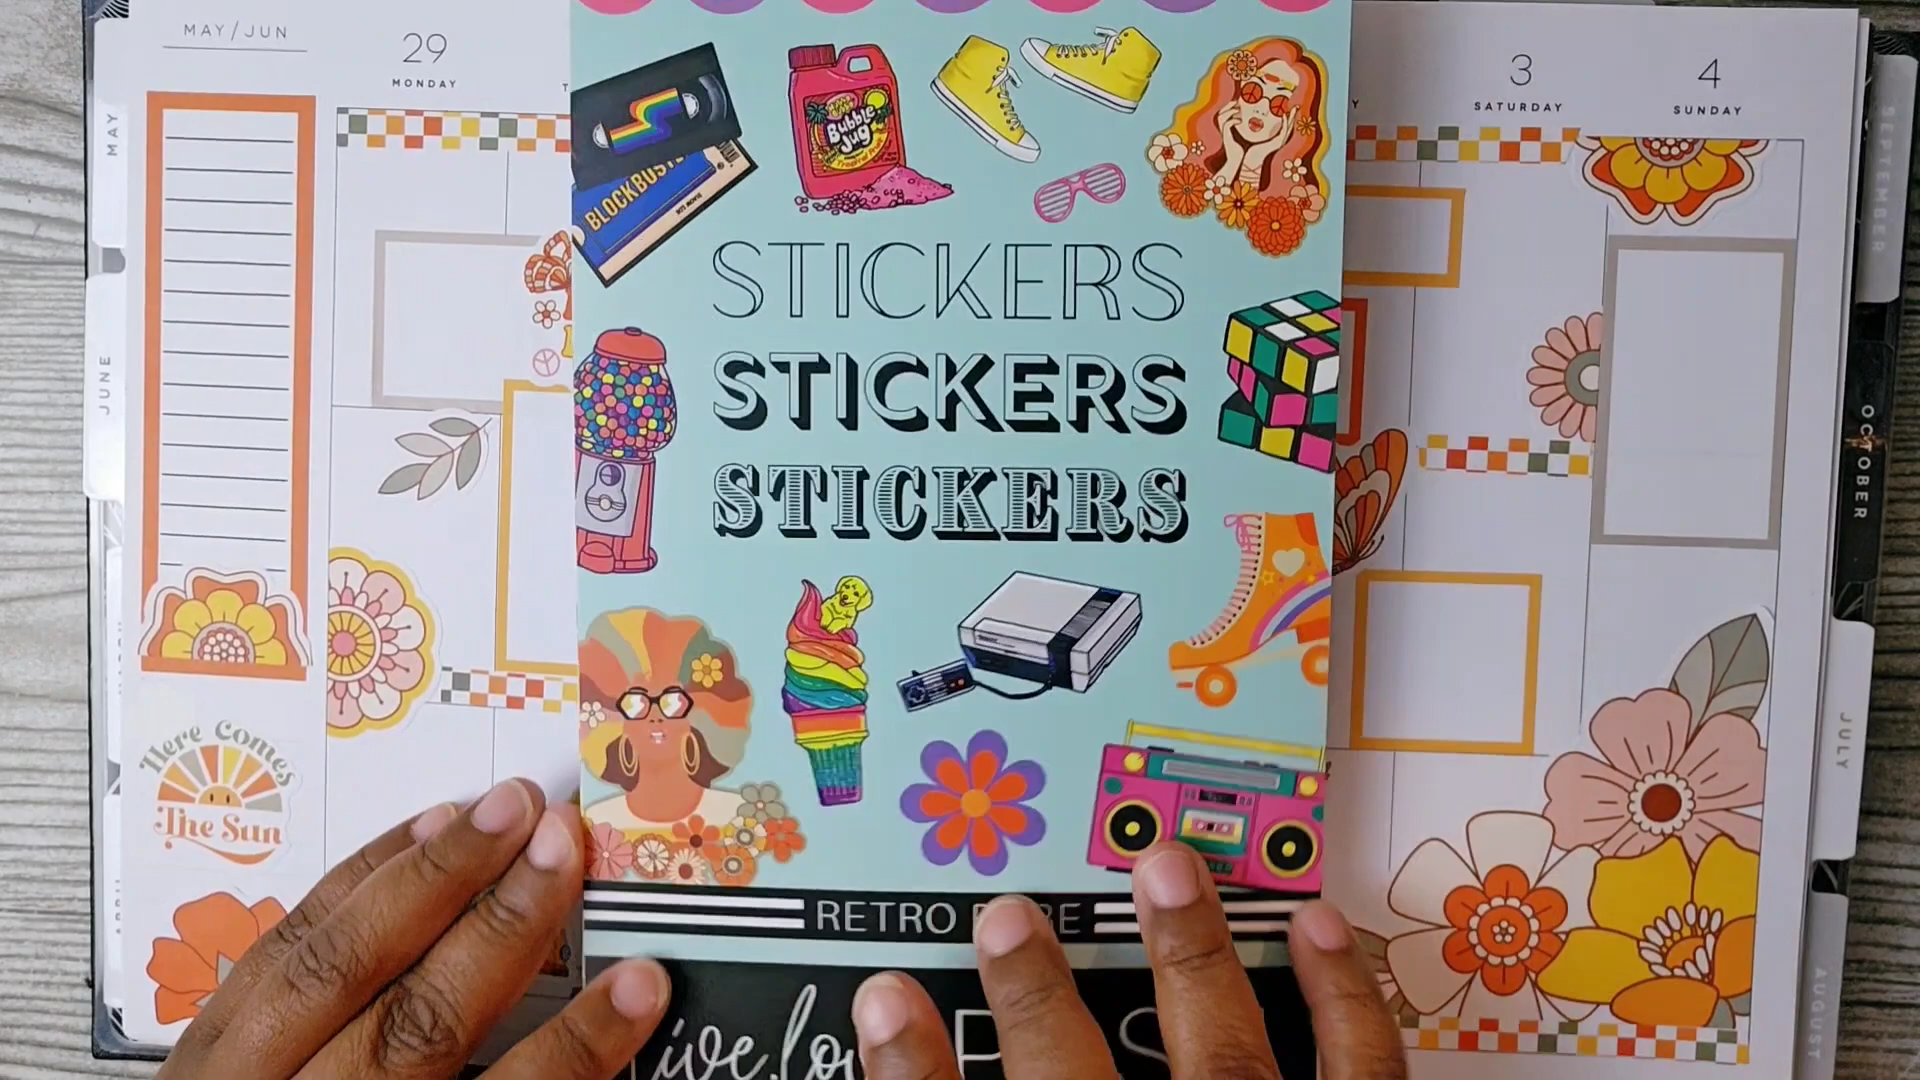 MAY/JUN
29
MONDAY
3
SATURDAY
4
SUNDAY
MAY
JUNE
SEPTEMBER
OCTOBER
JULY
AUGUST
Bubble
Jug
STICKERS
STICKERS
STICKERS
Here Comes
The Sun
RETRO